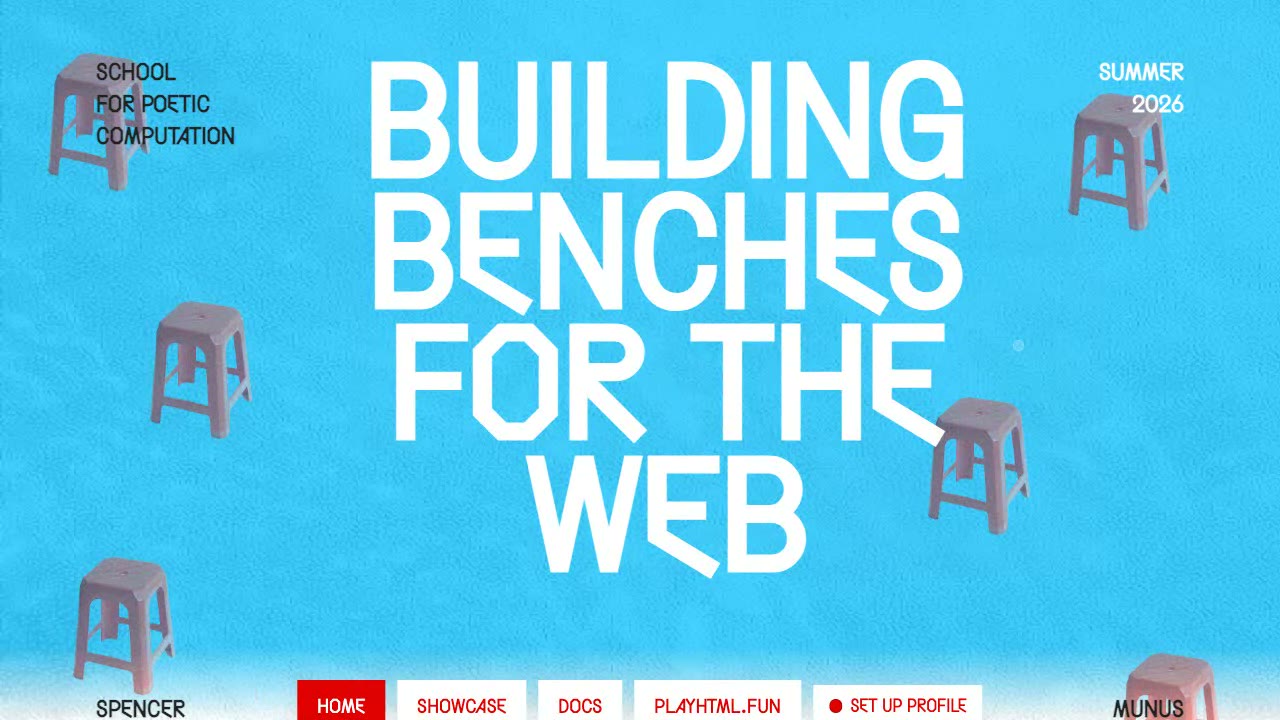 SCHOOL
FOR POETIC
COMPUTATION
BUILDING
BENCHES
FOR THE
WEB
SUMMER
2026
SPENCER
HOME
SHOWCASE
DOCS
PLAYHTML.FUN
SET UP PROFILE
MUNUS